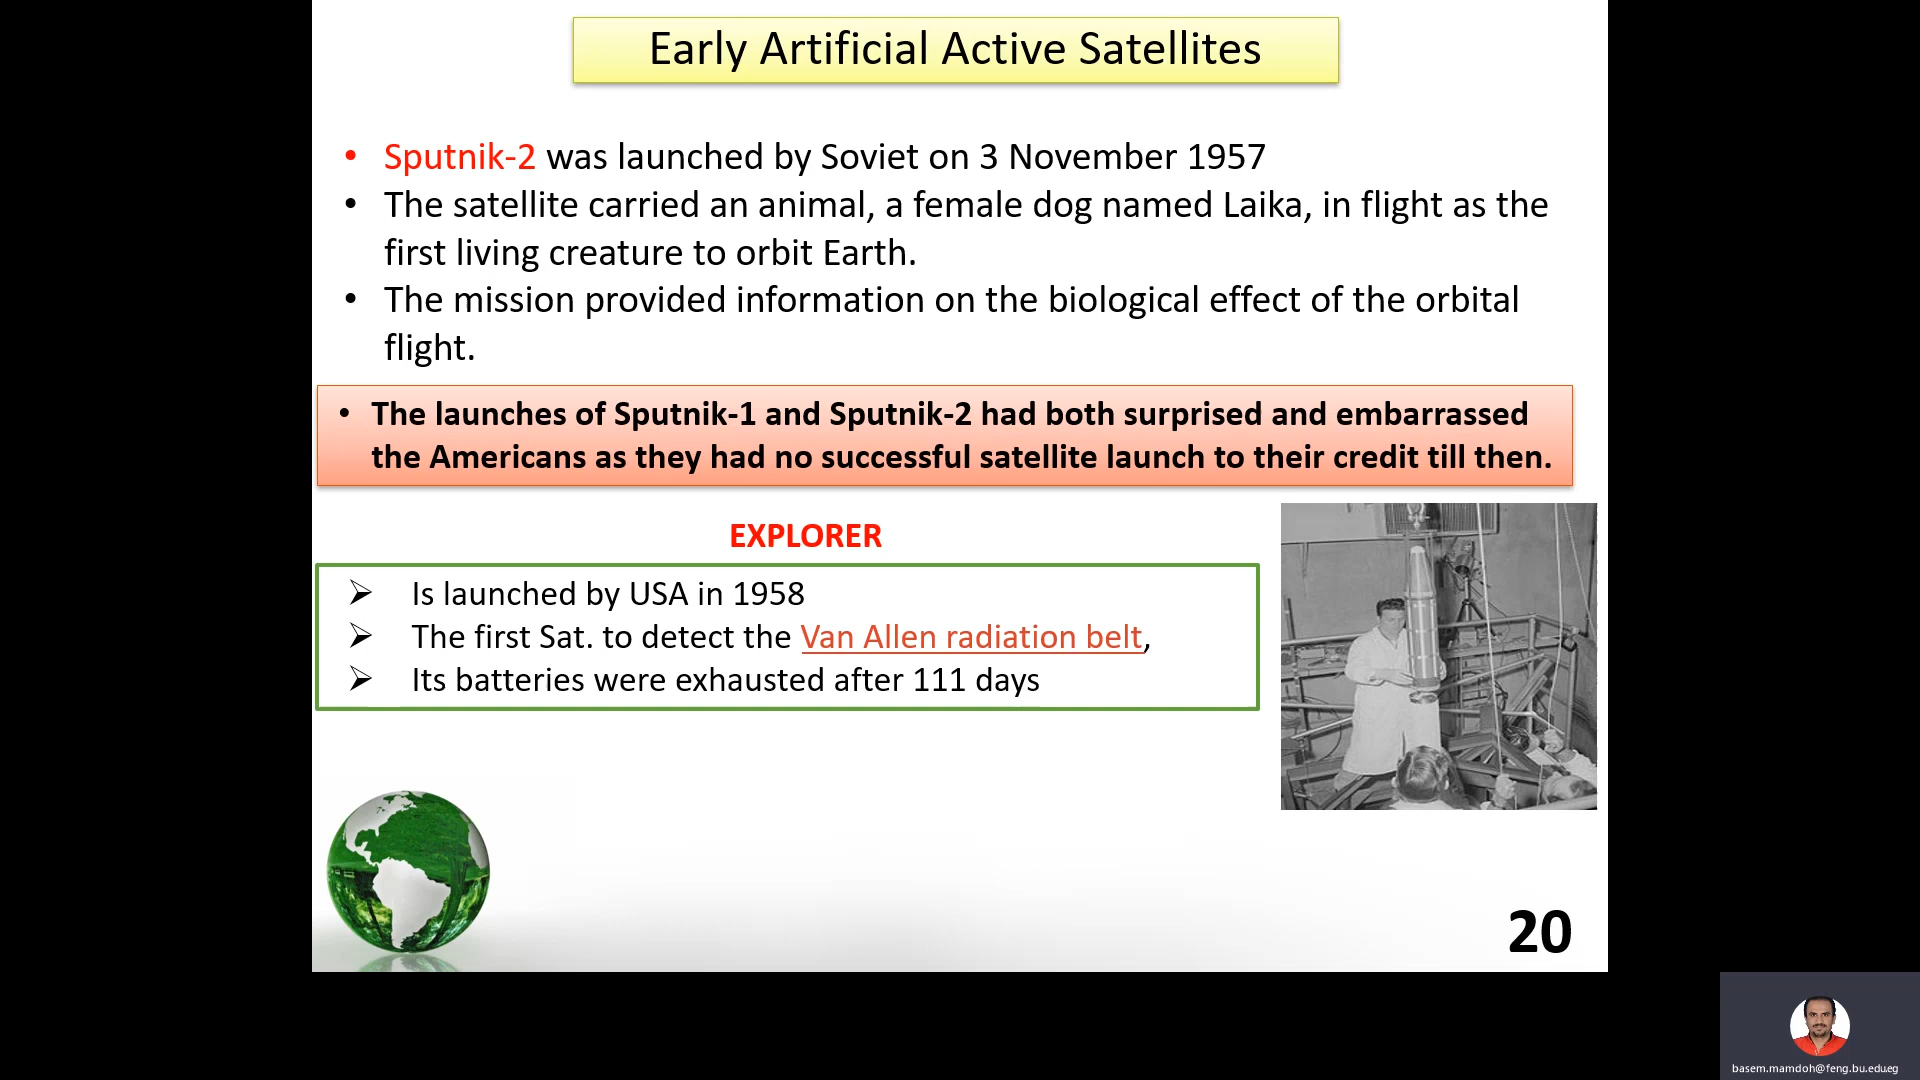 Early Artificial Active Satellites
• Sputnik-2 was launched by Soviet on 3 November 1957
• The satellite carried an animal, a female dog named Laika, in flight as the
first living creature to orbit Earth.
• The mission provided information on the biological effect of the orbital
flight.
• The launches of Sputnik-1 and Sputnik-2 had both surprised and embarrassed
the Americans as they had no successful satellite launch to their credit till then.
EXPLORER
➢ Is launched by USA in 1958
➢ The first Sat. to detect the Van Allen radiation belt,
➢ Its batteries were exhausted after 111 days
20
basem.mamdoh@feng.bu.edu.eg